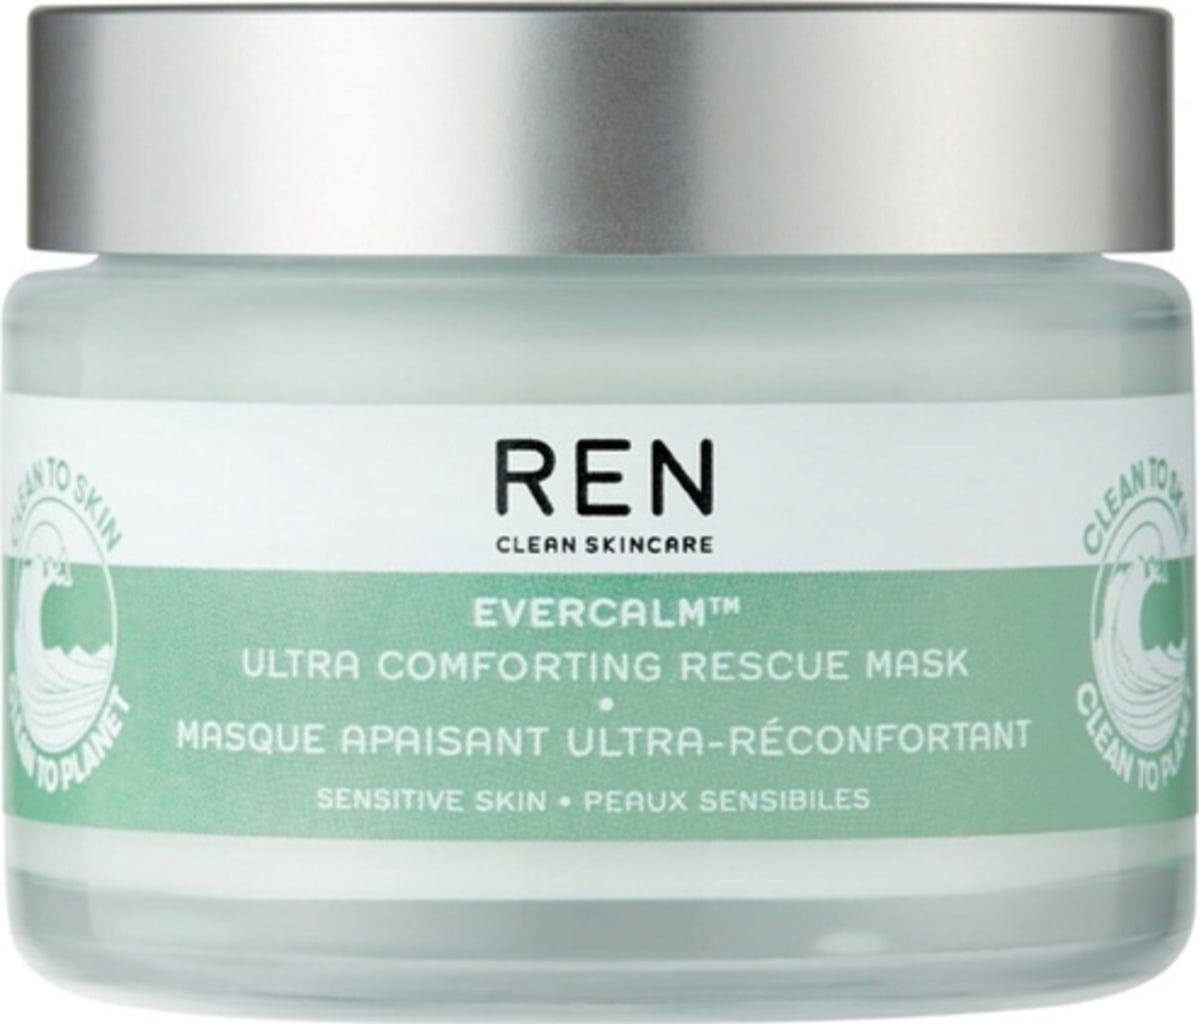 REN
CLEAN SKINCARE
EVERCALM™
ULTRA COMFORTING RESCUE MASK
•
MASQUE APAISANT ULTRA-RÉCONFORTANT
SENSITIVE SKIN • PEAUX SENSIBILES
CLEAN TO SKIN
CLEAN TO PLANET
CLEAN TO SKIN
CLEAN TO PLANET